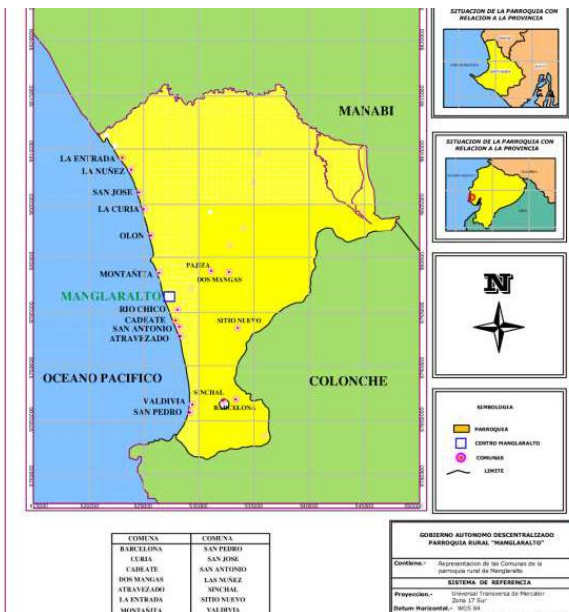 SITUACION DE LA PARROQUIA CON
RELACION A LA PROVINCIA
MANABI
LA ENTRADA
LA NUÑEZ
SAN JOSE
LA CURIA
OLON
MONTAÑITA
PAJIZA
DOS MANGAS
MANGLARALTO
RIO CHICO
CADEATE
SAN ANTONIO
ATRAVEZADO
SITIO NUEVO
OCEANO PACIFICO
COLONCHE
SINCHAL
VALDIVIA
BARCELONA
SAN PEDRO
SITUACION DE LA PARROQUIA CON
RELACION A LA PROVINCIA
N
SIMBOLOGIA
PARROQUIA
CENTRO MANGLARALTO
COMUNAS
LIMITE
COMUNA COMUNA
BARCELONA SAN PEDRO
CURIA SAN JOSE
CADEATE SAN ANTONIO
DOS MANGAS LAS NUÑEZ
ATRAVEZADO SINCHAL
LA ENTRADA SITIO NUEVO
MONTAÑITA VALDIVIA
GOBIERNO AUTONOMO DESCENTRALIZADO
PARROQUIA RURAL "MANGLARALTO"
Contiene.- Representacion de las Comunas de la
parroquia rural de Manglaralto
SISTEMA DE REFERENCIA
Proyeccion.- Universal Transversa de Mercator
Zona 17 Sur
Datum Horizontal.- WGS 84